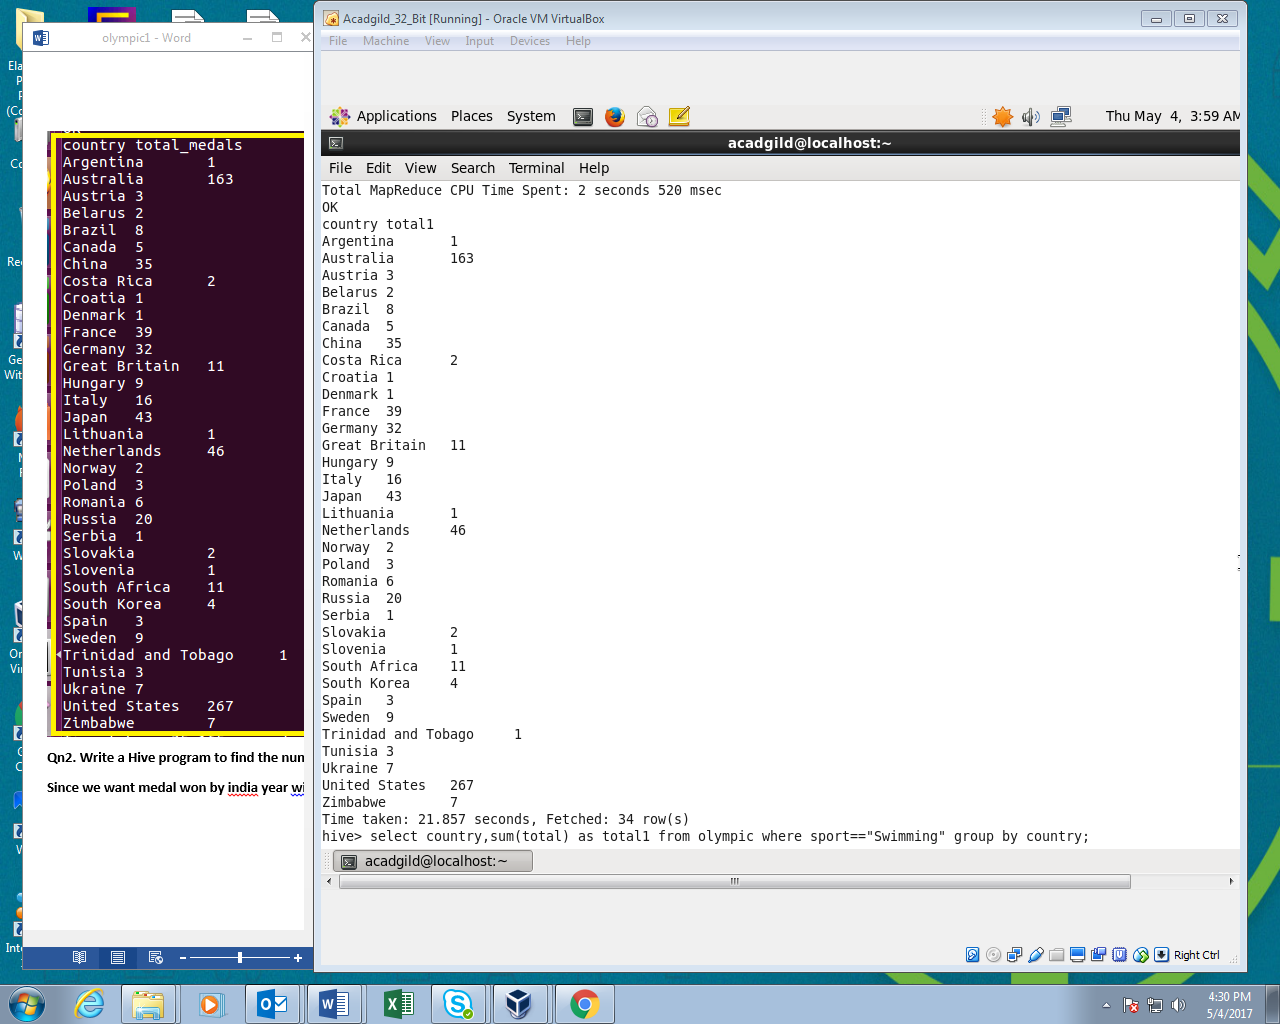 olympic1 - Word
country total_medals
Argentina 1
Australia 163
Austria 3
Belarus 2
Brazil 8
Canada 5
China 35
Costa Rica 2
Croatia 1
Denmark 1
France 39
Germany 32
Great Britain 11
Hungary 9
Italy 16
Japan 43
Lithuania 1
Netherlands 46
Norway 2
Poland 3
Romania 6
Russia 20
Serbia 1
Slovakia 2
Slovenia 1
South Africa 11
South Korea 4
Spain 3
Sweden 9
Trinidad and Tobago 1
Tunisia 3
Ukraine 7
United States 267
Zimbabwe 7
Qn2. Write a Hive program to find the num
Since we want medal won by india year wi
Acadgild_32_Bit [Running] - Oracle VM VirtualBox
File Machine View Input Devices Help
Applications Places System
Thu May 4, 3:59 AM
acadgild@localhost:~
File Edit View Search Terminal Help
Total MapReduce CPU Time Spent: 2 seconds 520 msec
OK
country total1
Argentina 1
Australia 163
Austria 3
Belarus 2
Brazil 8
Canada 5
China 35
Costa Rica 2
Croatia 1
Denmark 1
France 39
Germany 32
Great Britain 11
Hungary 9
Italy 16
Japan 43
Lithuania 1
Netherlands 46
Norway 2
Poland 3
Romania 6
Russia 20
Serbia 1
Slovakia 2
Slovenia 1
South Africa 11
South Korea 4
Spain 3
Sweden 9
Trinidad and Tobago 1
Tunisia 3
Ukraine 7
United States 267
Zimbabwe 7
Time taken: 21.857 seconds, Fetched: 34 row(s)
hive> select country,sum(total) as total1 from olympic where sport=="Swimming" group by country;
acadgild@localhost:~
Right Ctrl
4:30 PM
5/4/2017